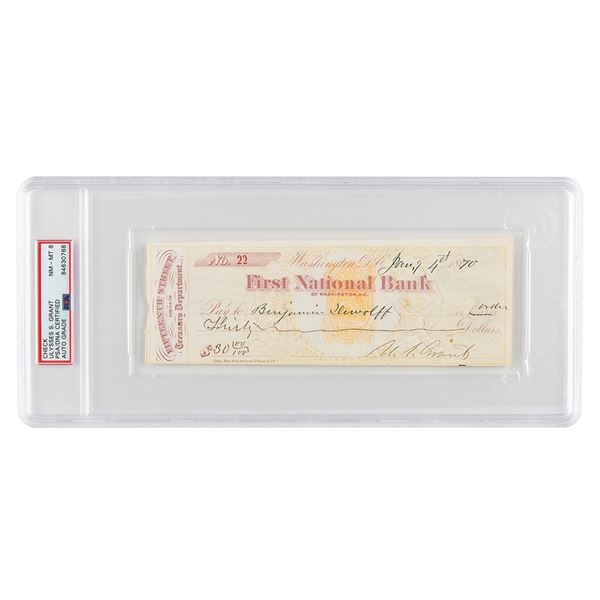 CHECK
ULYSSES S. GRANT
PSA/DNA CERTIFIED
AUTO GRADE
NM - MT 8
84630768
FIFTEENTH STREET
OPPOSITE
Treasury Department.
No. 22
Washington, D.C. Jany 4th 1870
First National Bank
OF WASHINGTON, D.C.
Pay to Benjamin or order
Thirty Dollars
$30 00/100 U.S. Grant